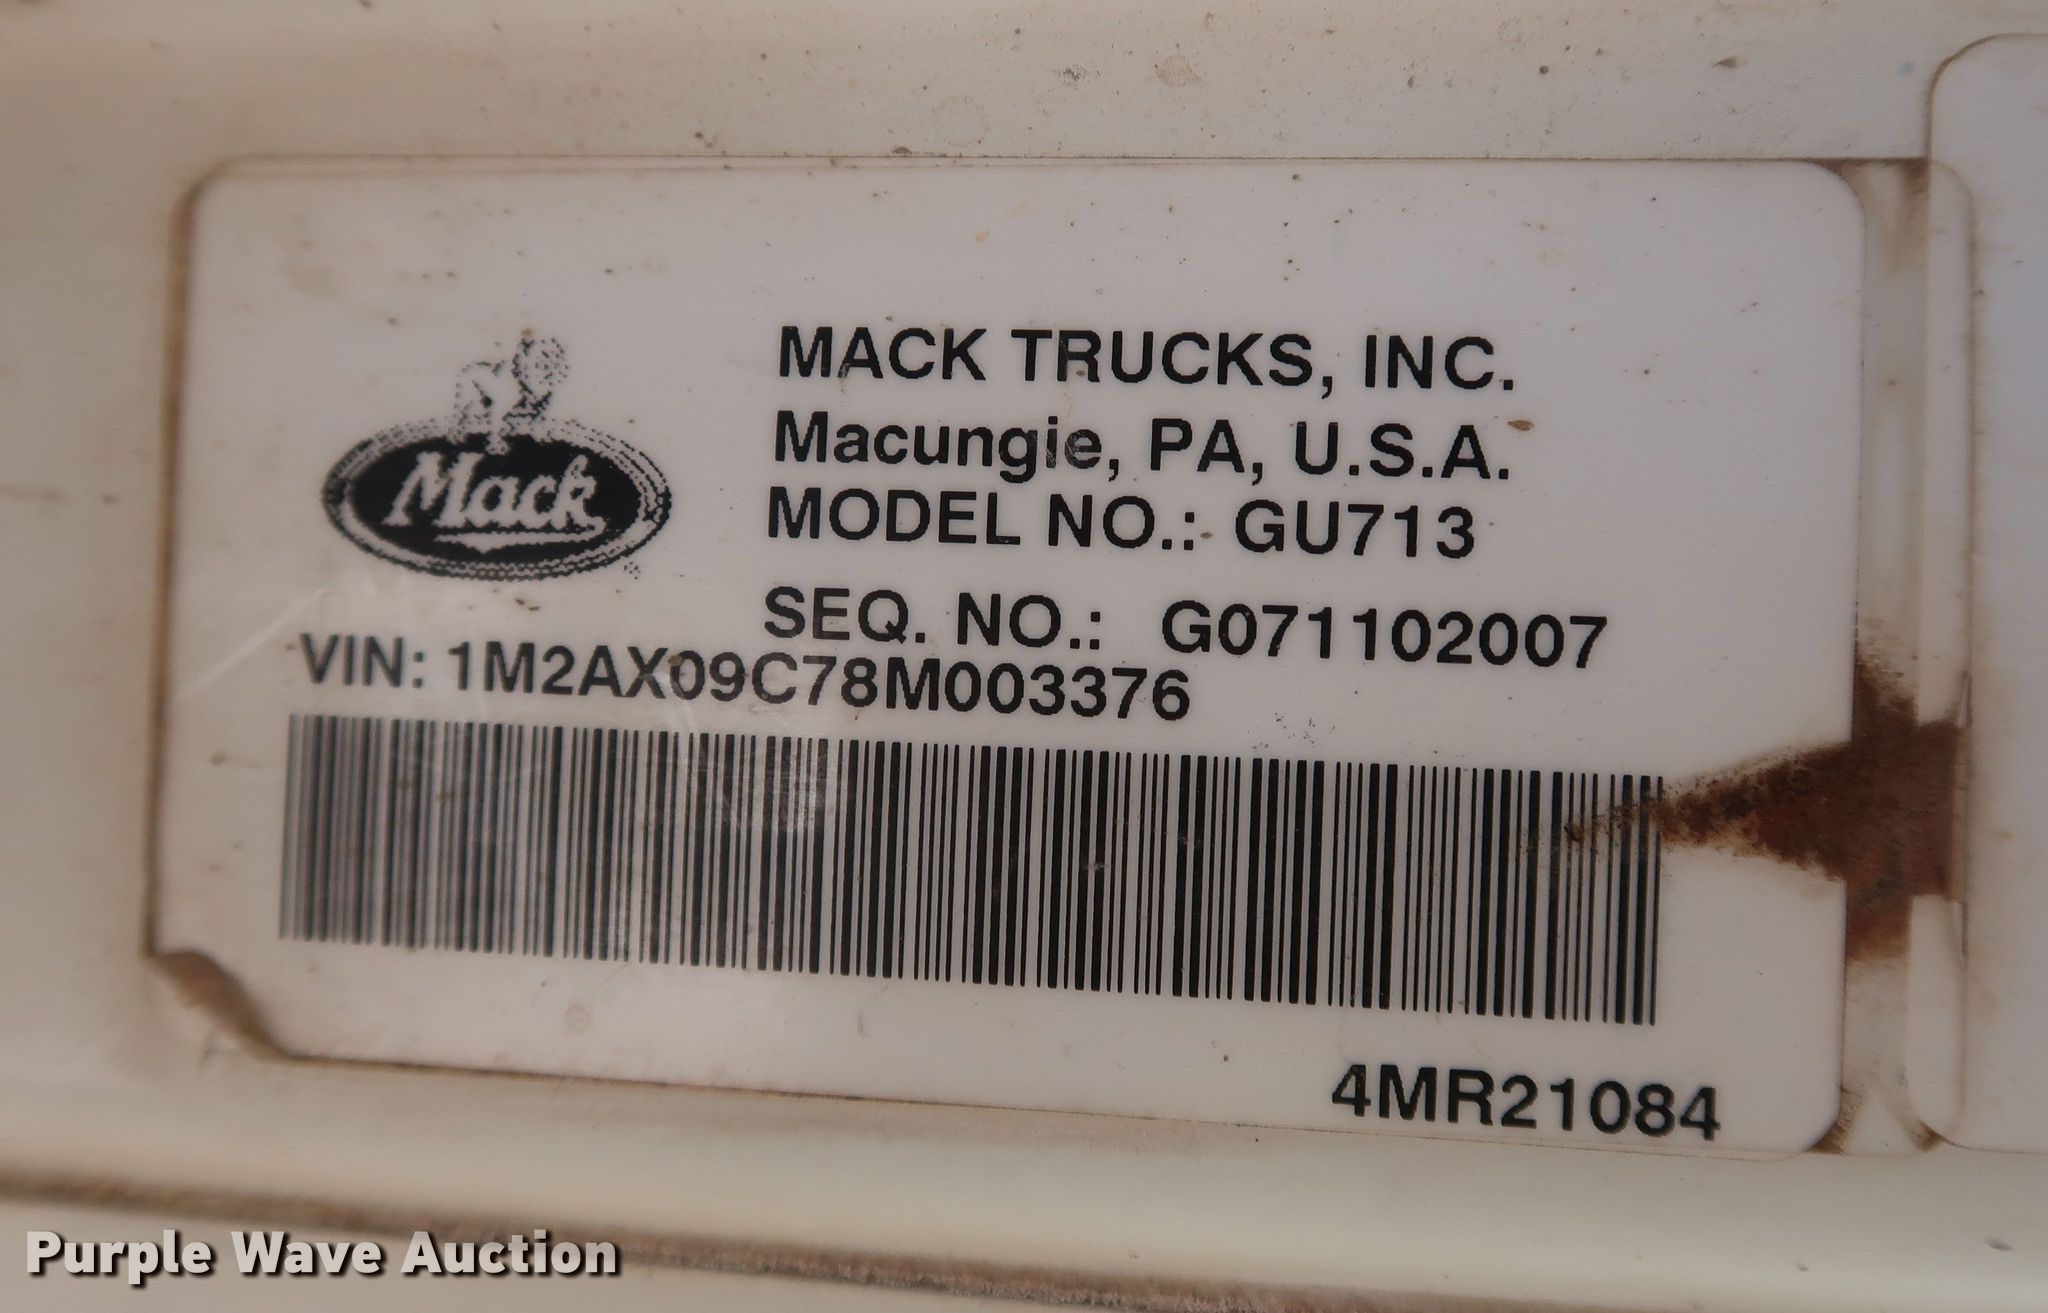 Mack
MACK TRUCKS, INC.
Macungie, PA, U.S.A.
MODEL NO.: GU713
SEQ. NO.: G071102007
VIN: 1M2AX09C78M003376
4MR21084
Purple Wave Auction